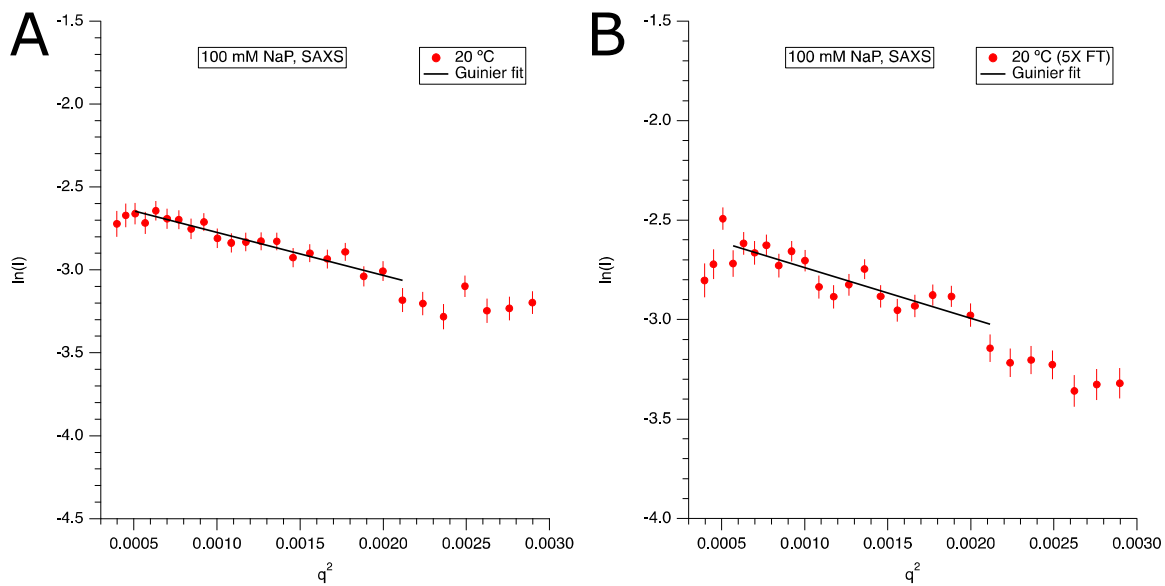 A
100 mM NaP, SAXS
20 ºC
Guinier fit
-1.5
-2.0
-2.5
-3.0
-3.5
-4.0
-4.5
ln(I)
0.0005
0.0010
0.0015
0.0020
0.0025
0.0030
q²
B
100 mM NaP, SAXS
20 ºC (5X FT)
Guinier fit
-1.5
-2.0
-2.5
-3.0
-3.5
-4.0
ln(I)
0.0005
0.0010
0.0015
0.0020
0.0025
0.0030
q²